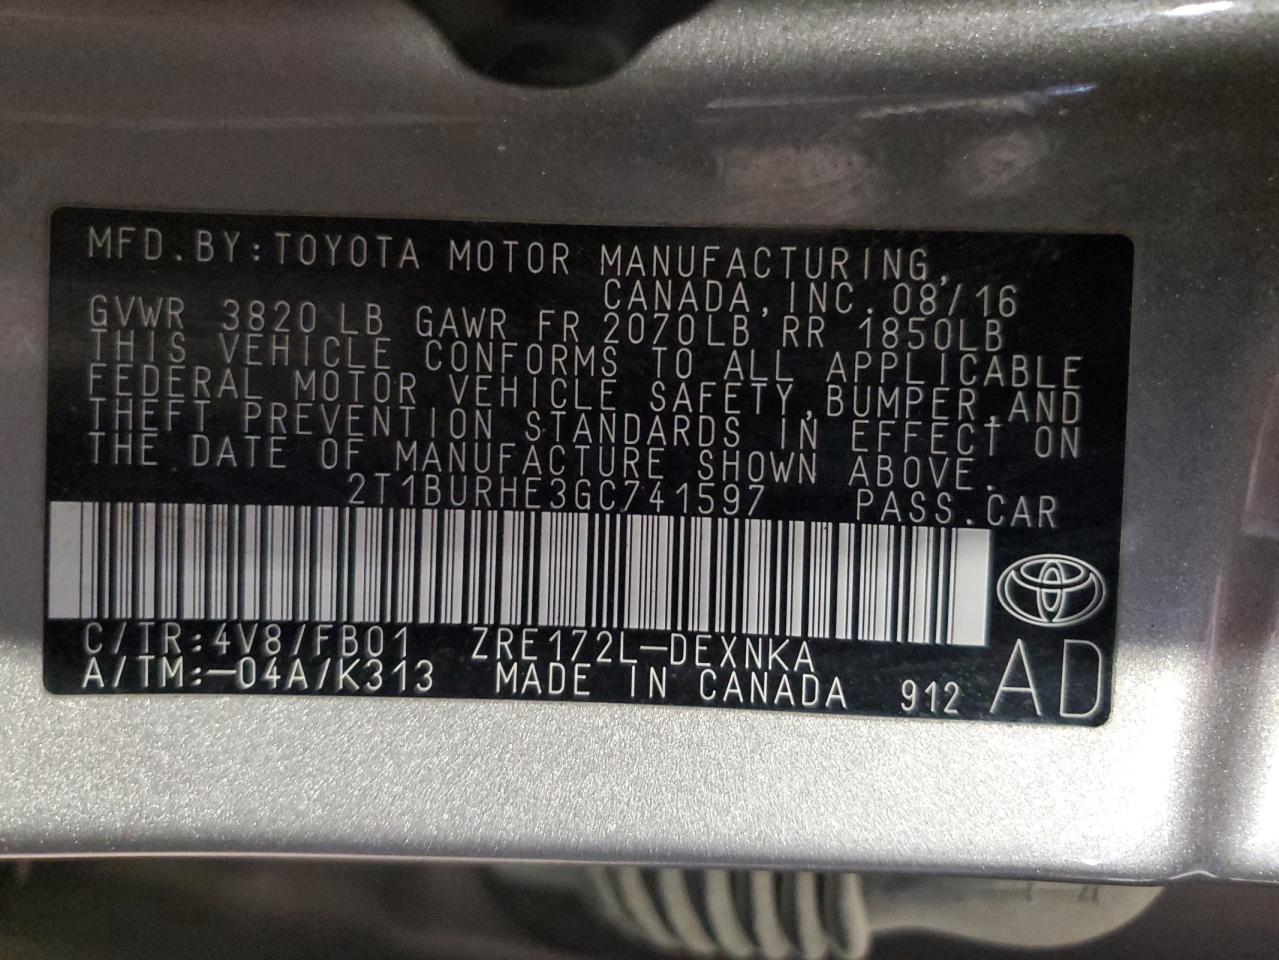 MFD.BY:TOYOTA MOTOR MANUFACTURING,
CANADA,INC.08/16
GVWR 3820 LB GAWR FR 2070LB RR 1850LB
THIS VEHICLE CONFORMS TO ALL APPLICABLE
FEDERAL MOTOR VEHICLE SAFETY,BUMPER,AND
THEFT PREVENTION STANDARDS IN EFFECT ON
THE DATE OF MANUFACTURE SHOWN ABOVE.
2T1BURHE3GC741597 PASS.CAR
C/TR:4V8/FB01 ZRE172L-DEXNKA
A/TM:-04A/K313 MADE IN CANADA 912 AD